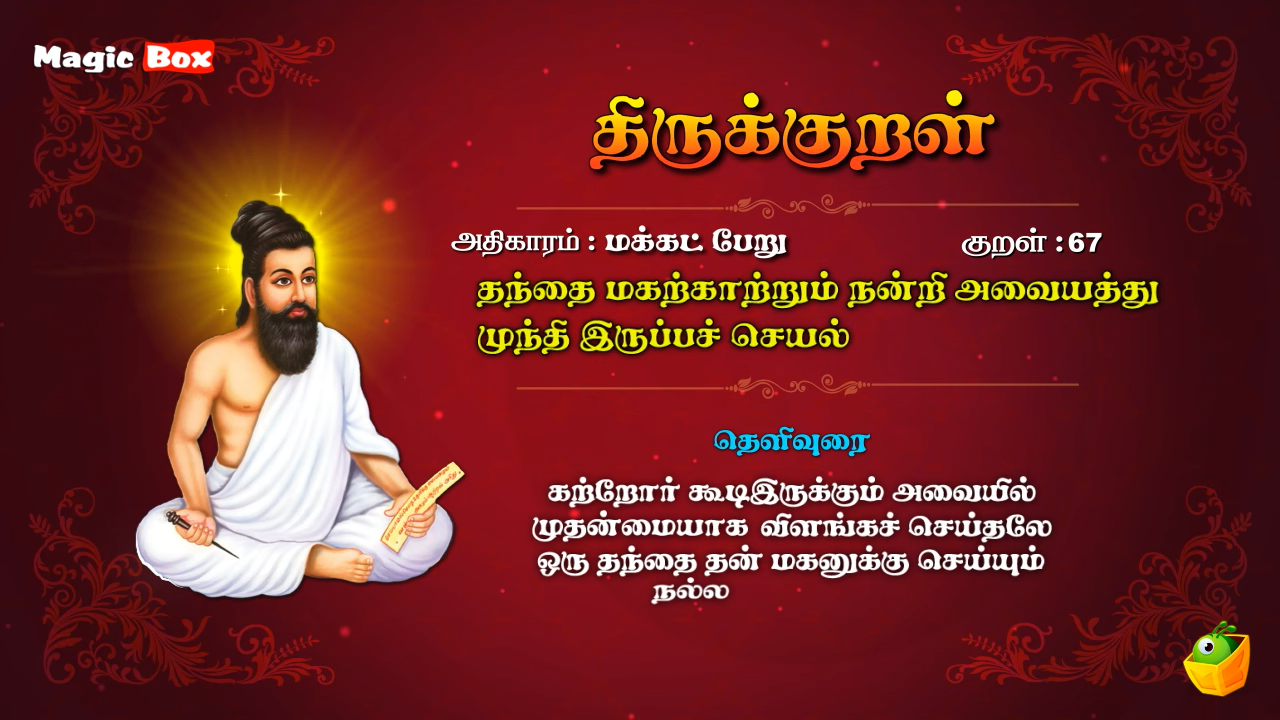 Magic Box
திருக்குறள்
அதிகாரம் : மக்கட் பேறு குறள் : 67
தந்தை மகற்காற்றும் நன்றி அவையத்து
முந்தி இருப்பச் செயல்
தெளிவுரை
கற்றோர் கூடிஇருக்கும் அவையில்
முதன்மையாக விளங்கச் செய்தலே
ஒரு தந்தை தன் மகனுக்கு செய்யும்
நல்ல